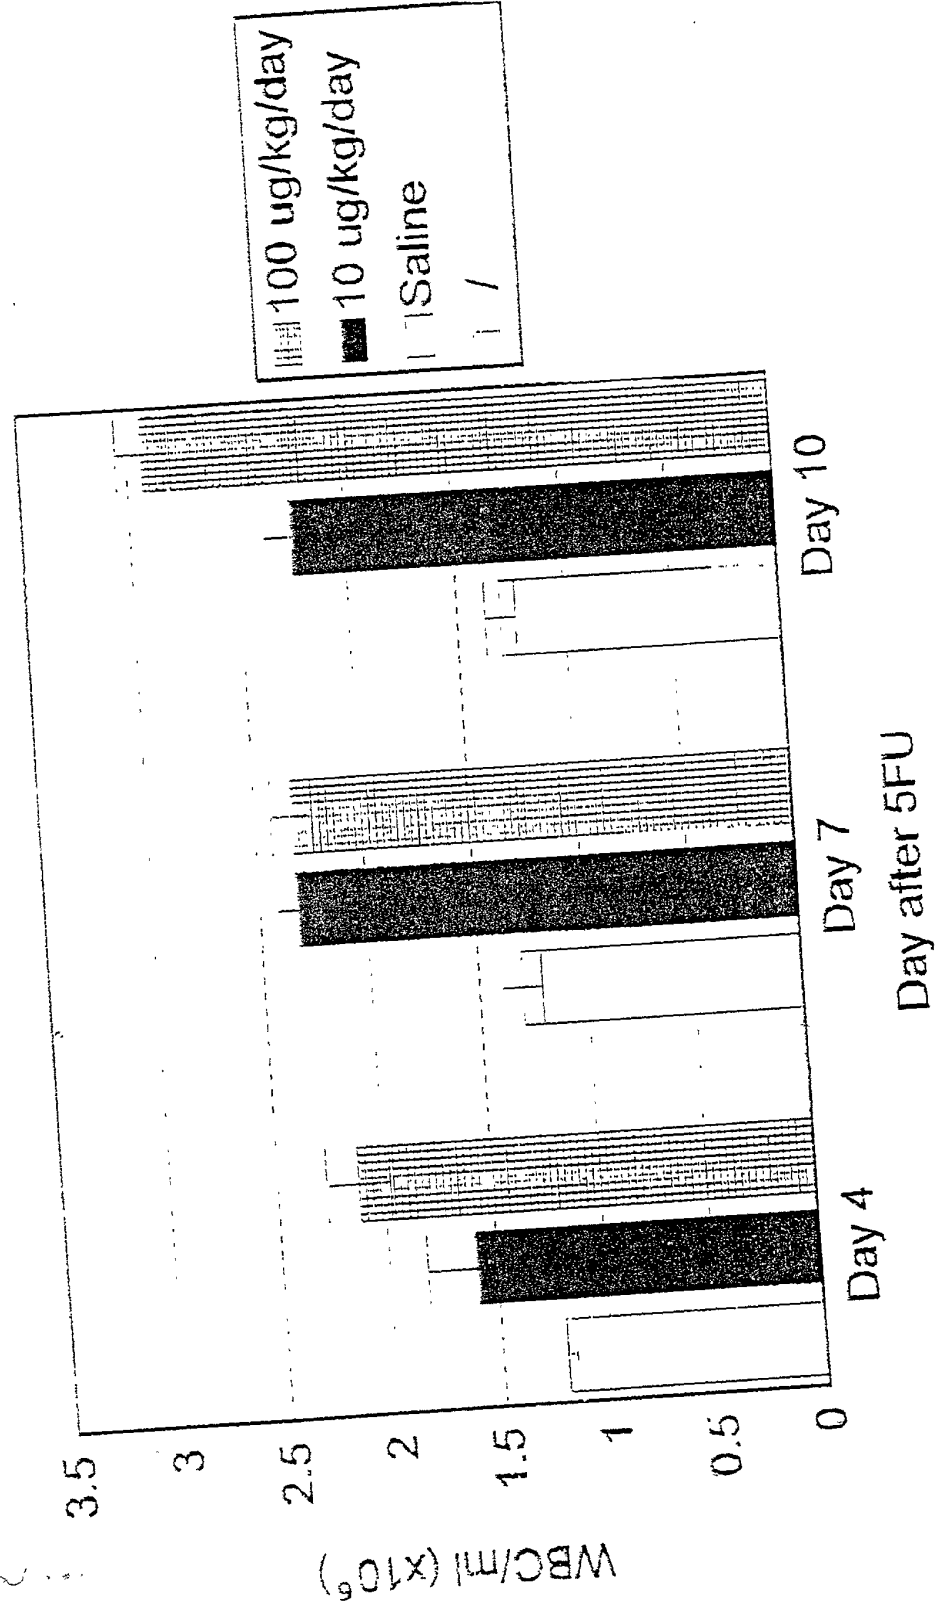 WBC/ml (x10⁶)
3.5
3
2.5
2
1.5
1
0.5
0
Day 4
Day 7
Day 10
Day after 5FU
100 ug/kg/day
10 ug/kg/day
Saline